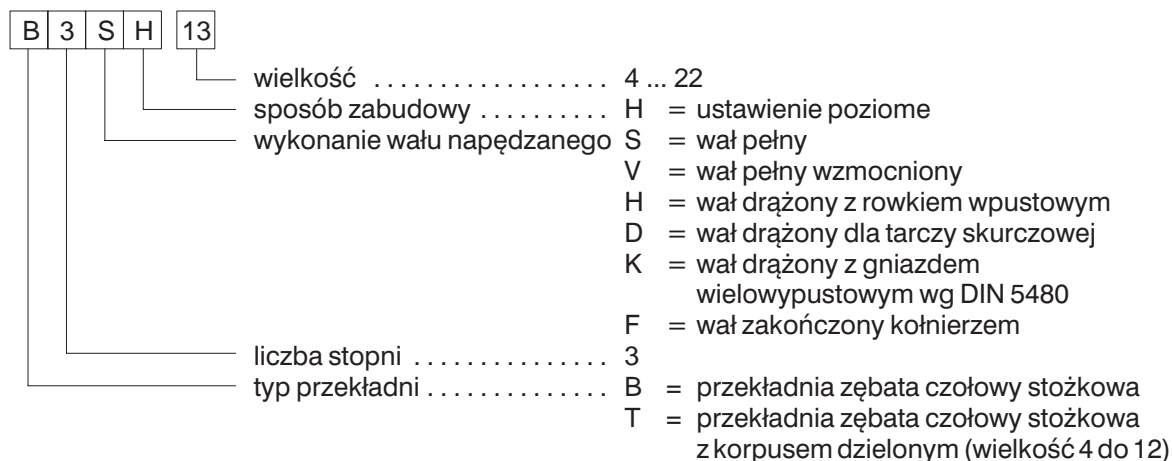 B 3 S H 13
wielkość . . . . . . . . . . . . . . . . . . 4 ... 22
sposób zabudowy . . . . . . . . . . H = ustawienie poziome
wykonanie wału napędzanego S = wał pełny
V = wał pełny wzmocniony
H = wał drążony z rowkiem wpustowym
D = wał drążony dla tarczy skurczowej
K = wał drążony z gniazdem
wielowypustowym wg DIN 5480
F = wał zakończony kołnierzem
liczba stopni . . . . . . . . . . . . . . . 3
typ przekładni . . . . . . . . . . . . . . B = przekładnia zębata czołowy stożkowa
T = przekładnia zębata czołowy stożkowa
z korpusem dzielonym (wielkość 4 do 12)